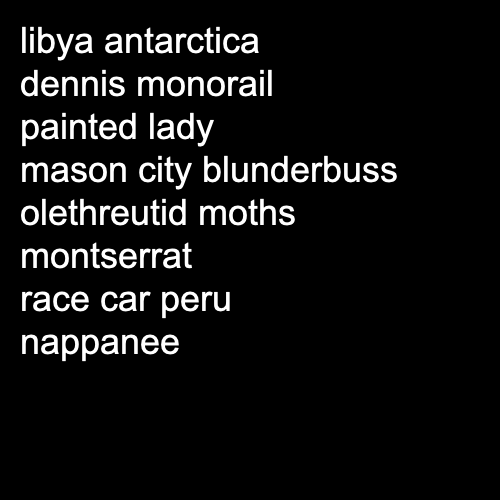 libya antarctica
dennis monorail
painted lady
mason city blunderbuss
olethreutid moths
montserrat
race car peru
nappanee